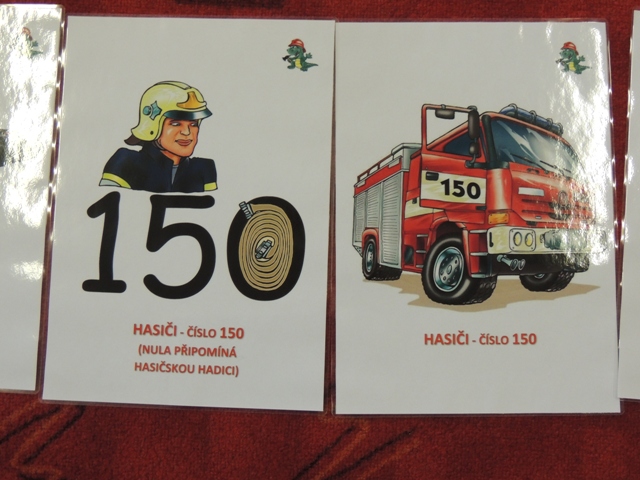 150
HASIČI - ČÍSLO 150
(NULA PŘIPOMÍNÁ
HASIČSKOU HADICI)
150
HASIČI - ČÍSLO 150